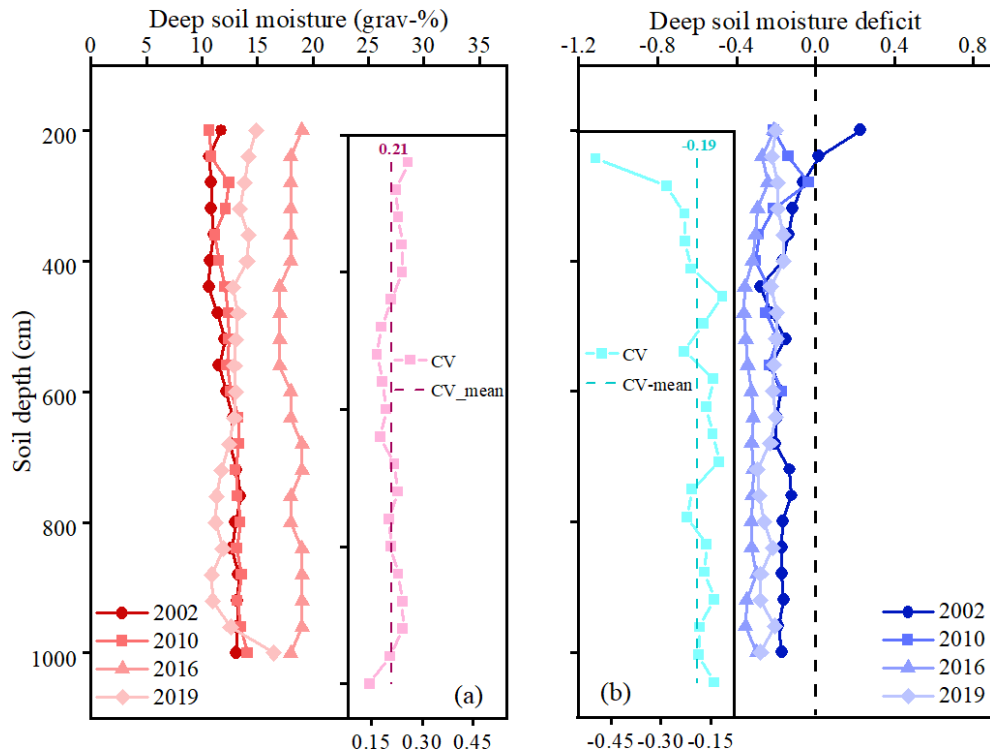 Deep soil moisture (grav-%)
0 5 10 15 20 25 30 35
Deep soil moisture deficit
-1.2 -0.8 -0.4 0.0 0.4 0.8
Soil depth (cm)
200
400
600
800
1000
0.21
CV
CV_mean
2002
2010
2016
2019
(a)
0.15 0.30 0.45
-0.19
CV
CV-mean
(b)
2002
2010
2016
2019
-0.45 -0.30 -0.15